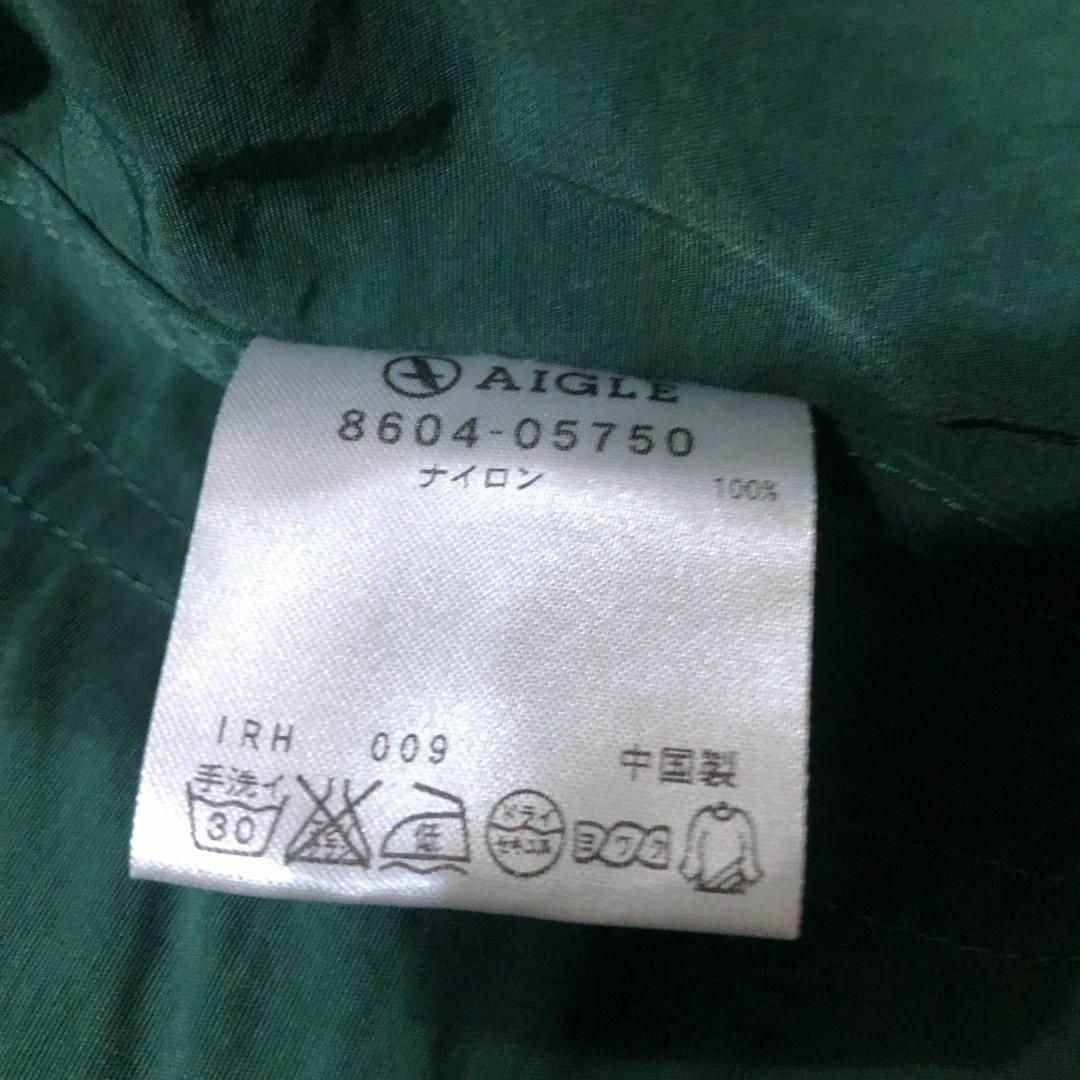 AIGLE
8604-05750
ナイロン 100%
IRH 009 中国製
手洗イ
30
低
ドライ
セキユ系
ヨワク